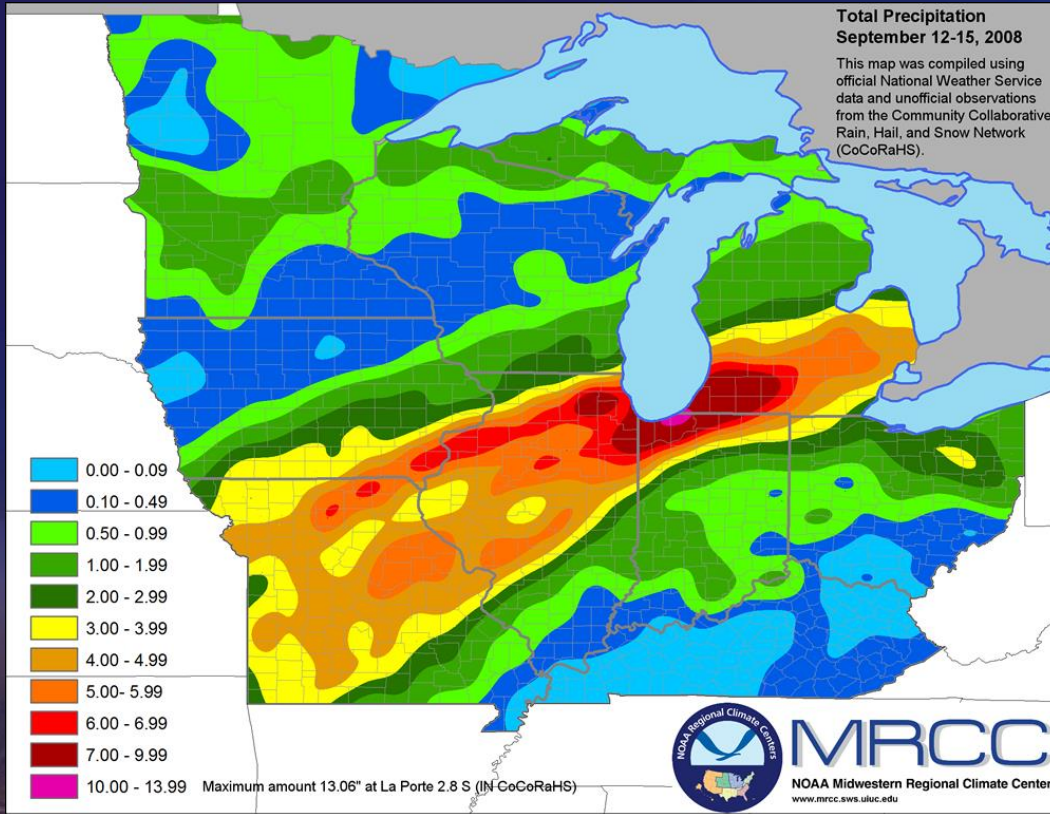 Total Precipitation
September 12-15, 2008
This map was compiled using
official National Weather Service
data and unofficial observations
from the Community Collaborative
Rain, Hail, and Snow Network
(CoCoRaHS).
0.00 - 0.09
0.10 - 0.49
0.50 - 0.99
1.00 - 1.99
2.00 - 2.99
3.00 - 3.99
4.00 - 4.99
5.00- 5.99
6.00 - 6.99
7.00 - 9.99
10.00 - 13.99
Maximum amount 13.06" at La Porte 2.8 S (IN CoCoRaHS)
NOAA Regional Climate Centers
MRCC
NOAA Midwestern Regional Climate Center
www.mrcc.sws.uiuc.edu